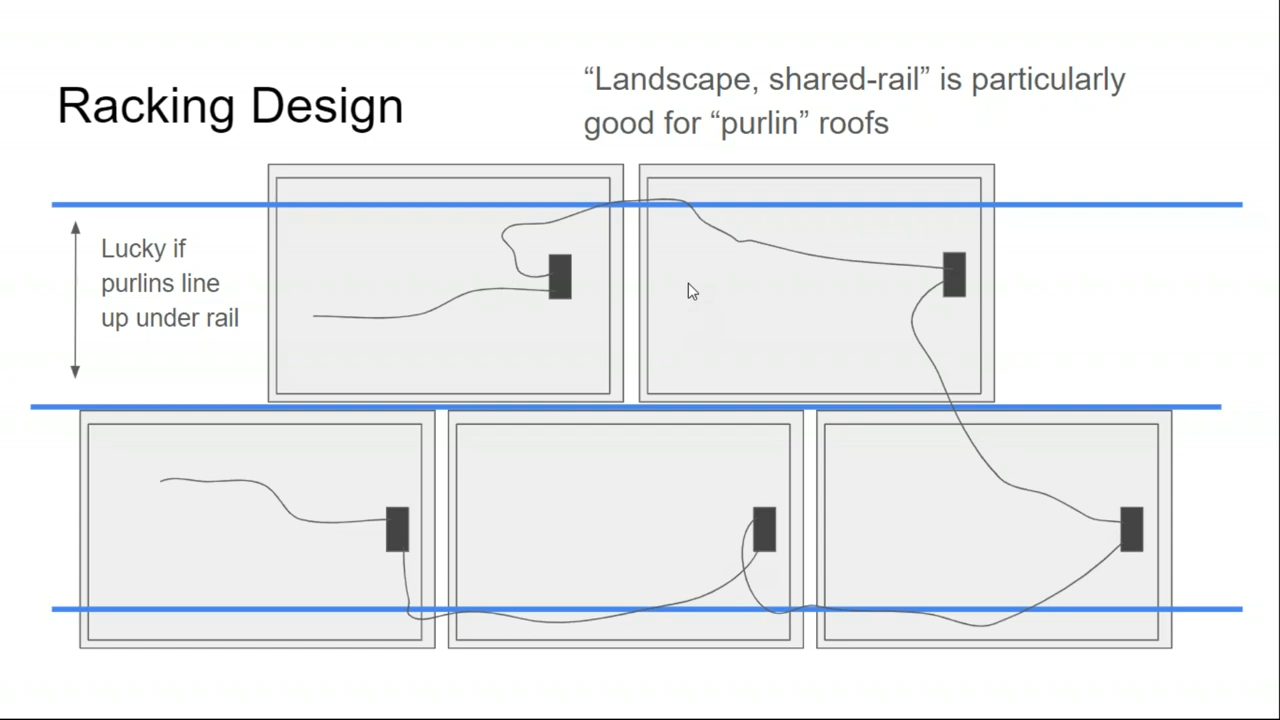 Racking Design
“Landscape, shared-rail” is particularly
good for “purlin” roofs
Lucky if
purlins line
up under rail